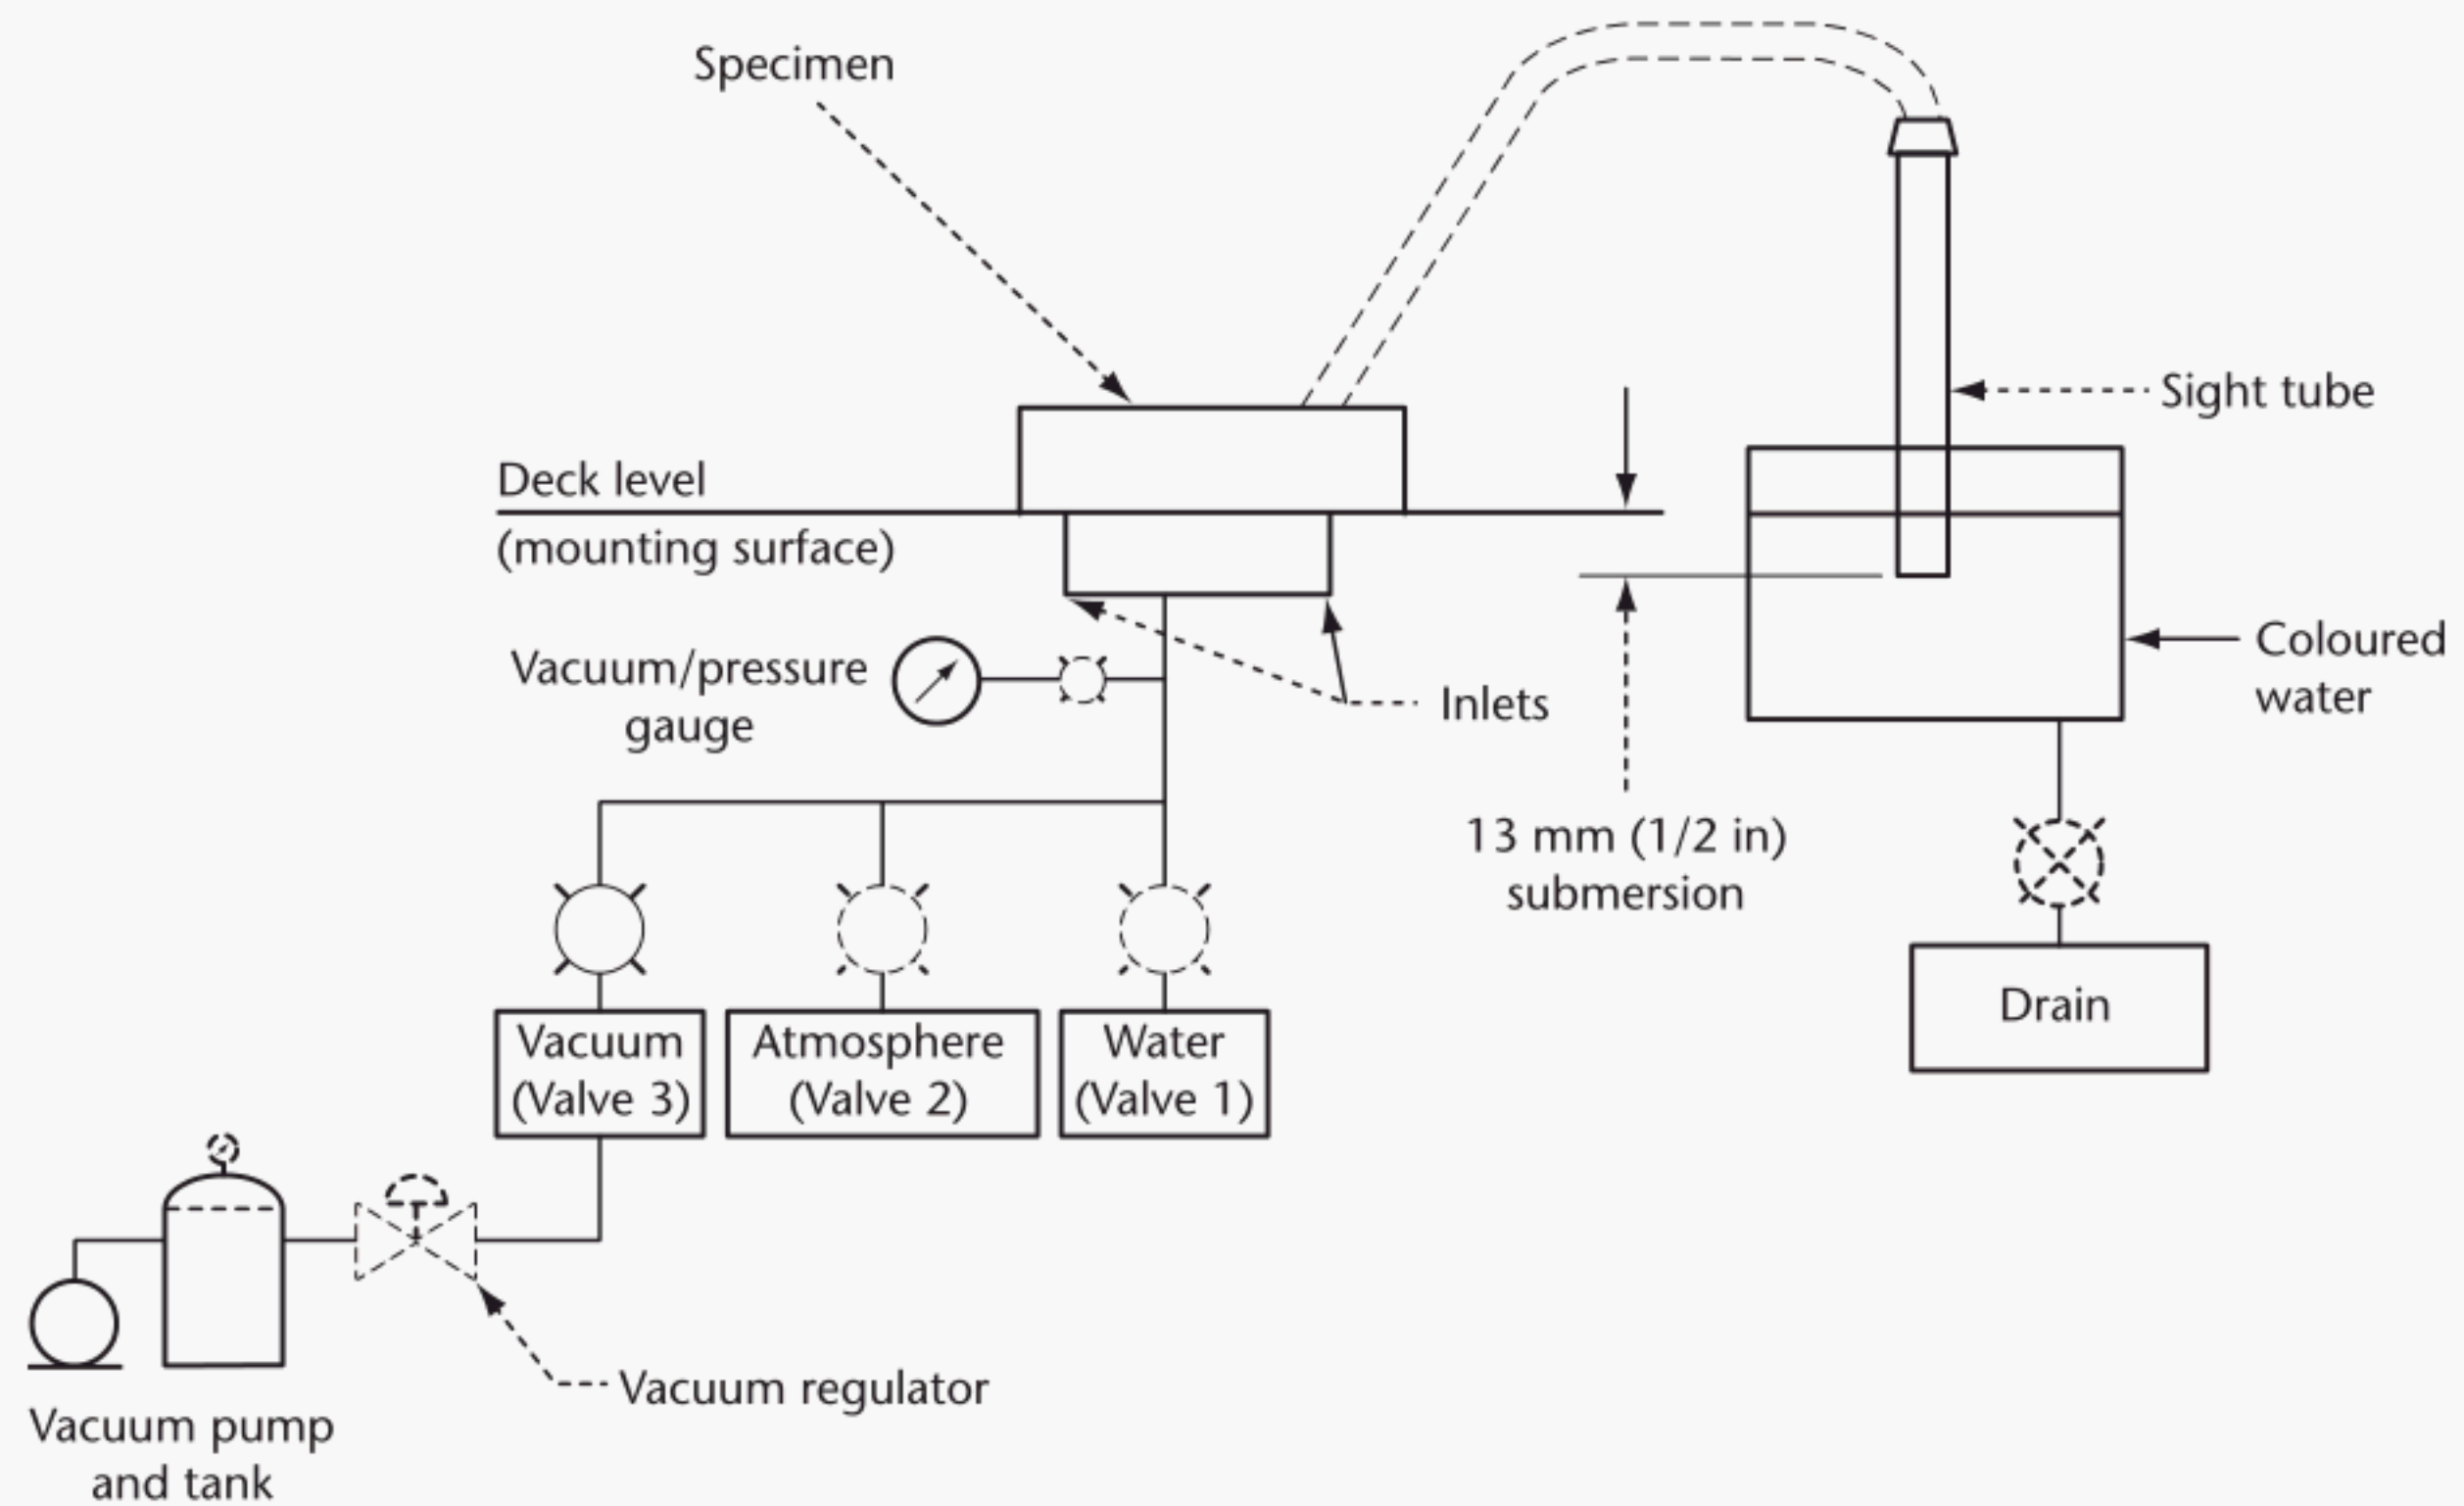 Specimen
Sight tube
Deck level
(mounting surface)
Coloured
water
Vacuum/pressure
gauge
Inlets
13 mm (1/2 in)
submersion
Drain
Vacuum
(Valve 3)
Atmosphere
(Valve 2)
Water
(Valve 1)
Vacuum regulator
Vacuum pump
and tank